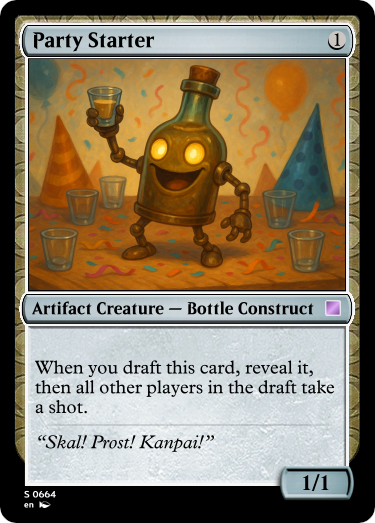 Party Starter 1
Artifact Creature — Bottle Construct
When you draft this card, reveal it,
then all other players in the draft take
a shot.
“Skal! Prost! Kanpai!”
1/1
S 0664
en